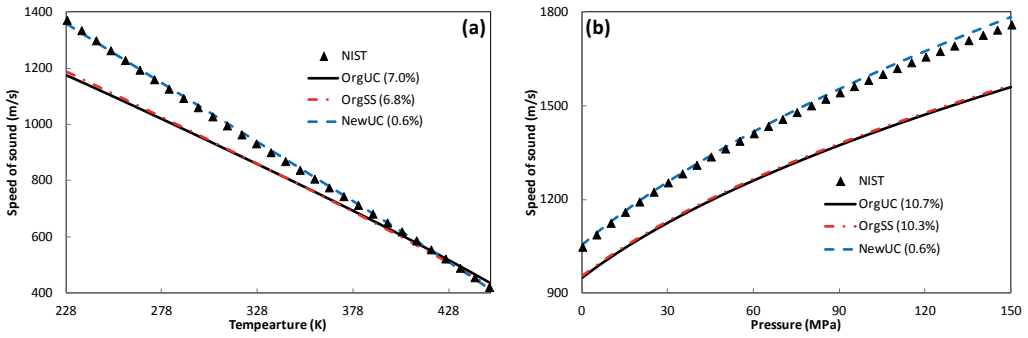 1400
1200
1000
800
600
400
Speed of sound (m/s)
(a)
NIST
OrgUC (7.0%)
OrgSS (6.8%)
NewUC (0.6%)
228
278
328
378
428
Tempearture (K)
1800
1500
1200
900
Speed of sound (m/s)
(b)
NIST
OrgUC (10.7%)
OrgSS (10.3%)
NewUC (0.6%)
0
30
60
90
120
150
Pressure (MPa)